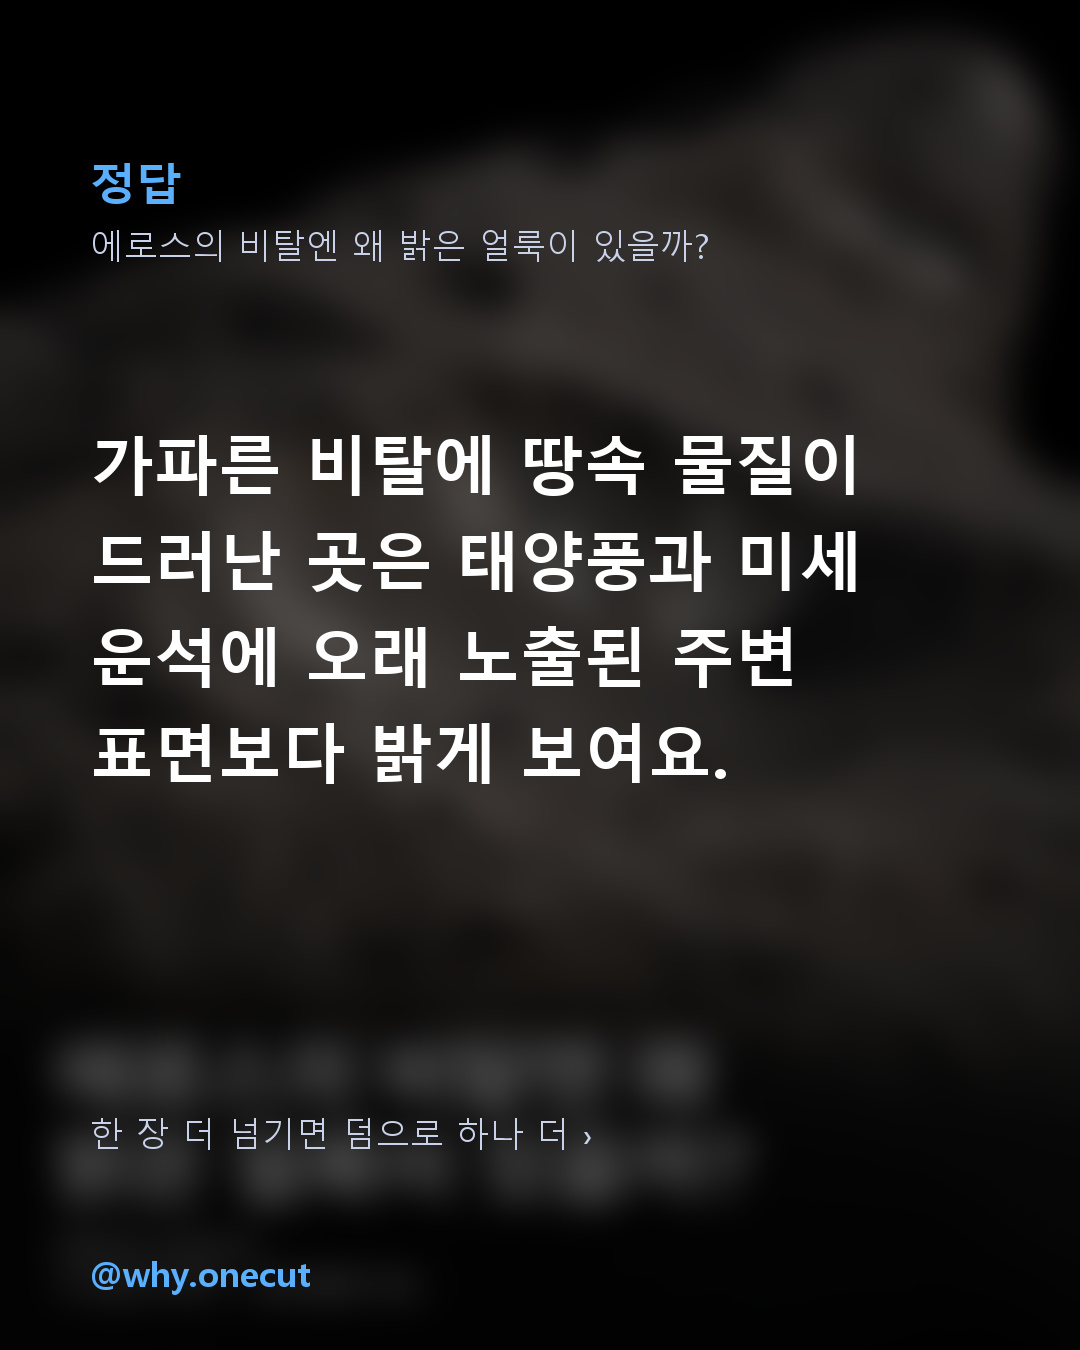 정답
에로스의 비탈엔 왜 밝은 얼룩이 있을까?
가파른 비탈에 땅속 물질이
드러난 곳은 태양풍과 미세
운석에 오래 노출된 주변
표면보다 밝게 보여요.
한 장 더 넘기면 덤으로 하나 더 ›
@why.onecut